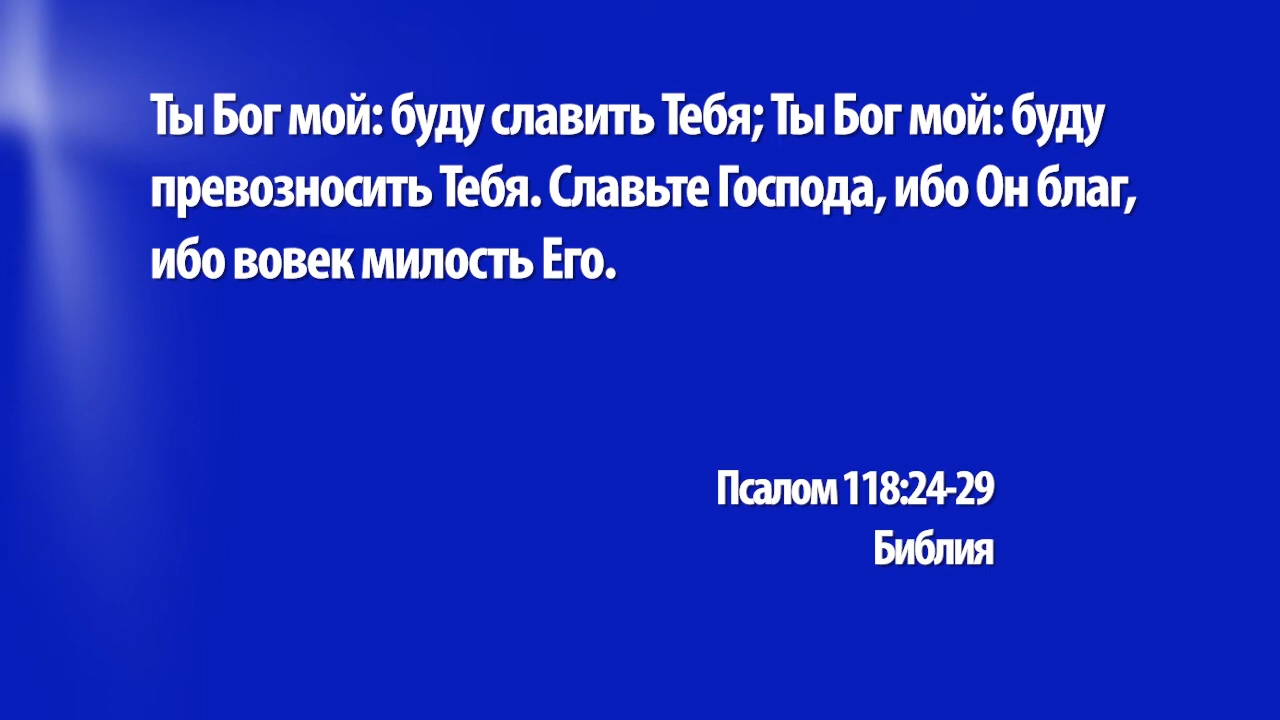 Ты Бог мой: буду славить Тебя; Ты Бог мой: буду
превозносить Тебя. Славьте Господа, ибо Он благ,
ибо вовек милость Его.
Псалом 118:24-29
Библия